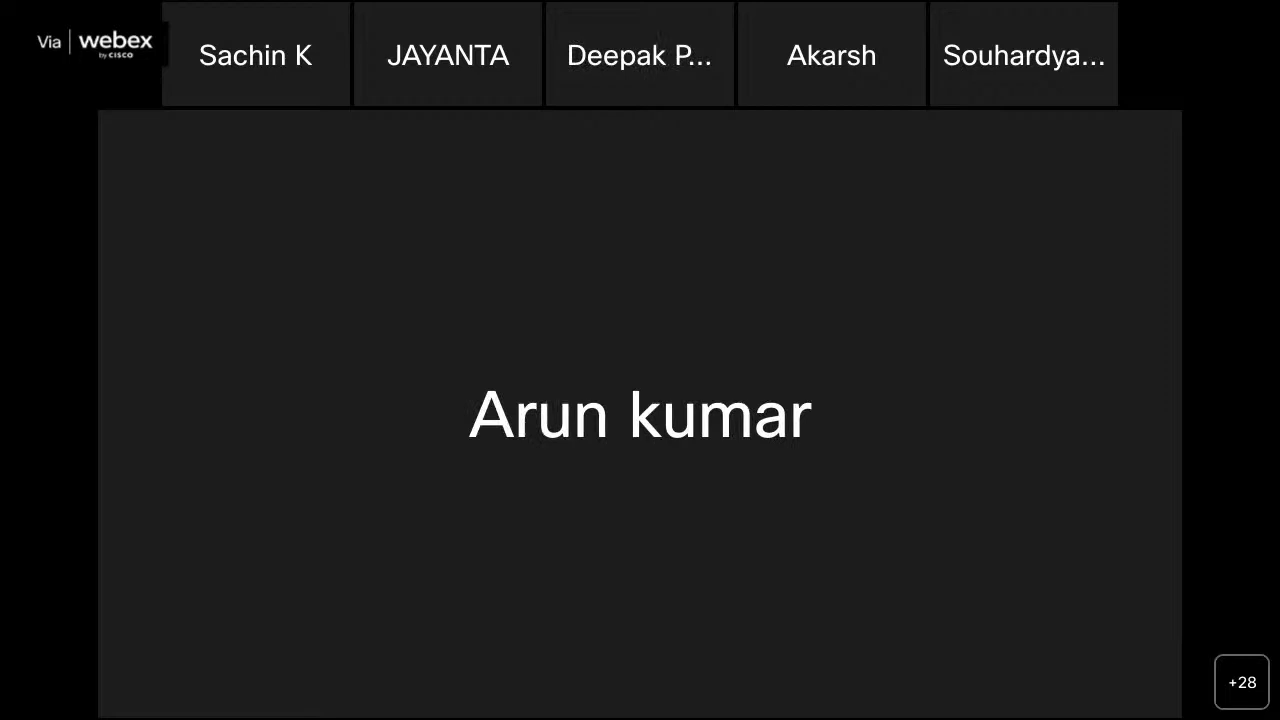 Via | webex
by CISCO
Sachin K
JAYANTA
Deepak P...
Akarsh
Souhardya...
Arun kumar
+28